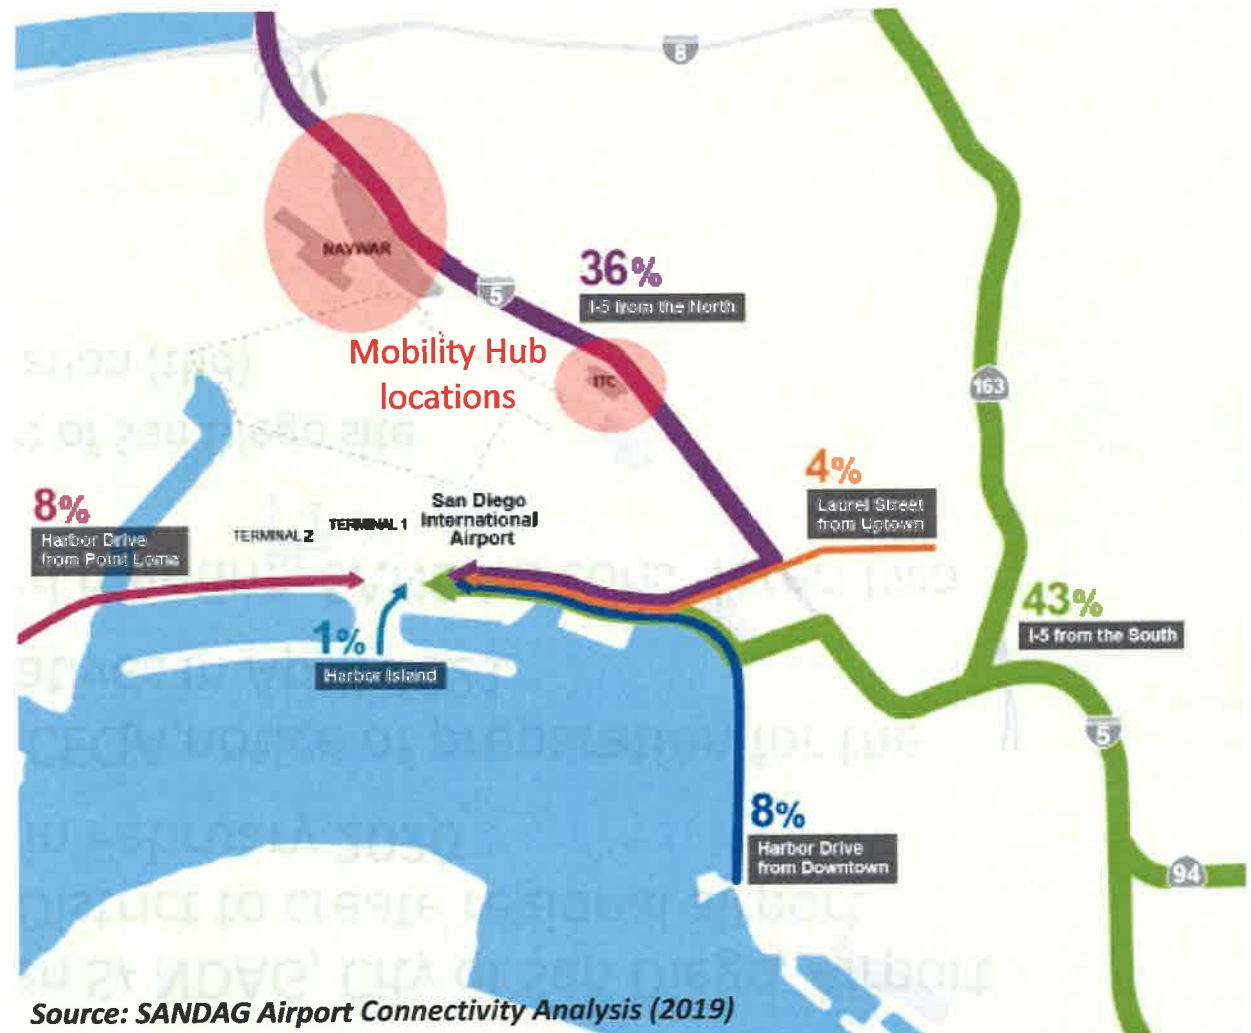 8
NAVWAR
5
36%
I-5 from the North
Mobility Hub
locations
ITC
163
4%
Laurel Street
from Uptown
8%
Harbor Drive
from Point Loma
TERMINAL 2
TERMINAL 1
San Diego
International
Airport
1%
Harbor Island
43%
I-5 from the South
5
8%
Harbor Drive
from Downtown
94
Source: SANDAG Airport Connectivity Analysis (2019)